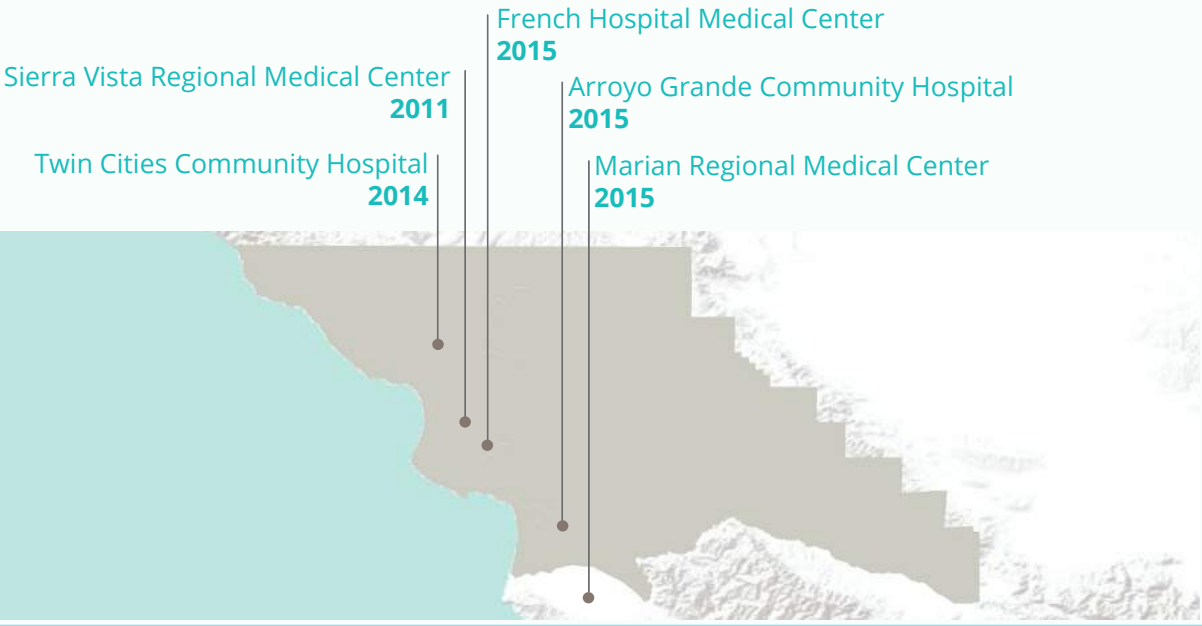 French Hospital Medical Center
2015
Sierra Vista Regional Medical Center
2011
Arroyo Grande Community Hospital
2015
Twin Cities Community Hospital
2014
Marian Regional Medical Center
2015